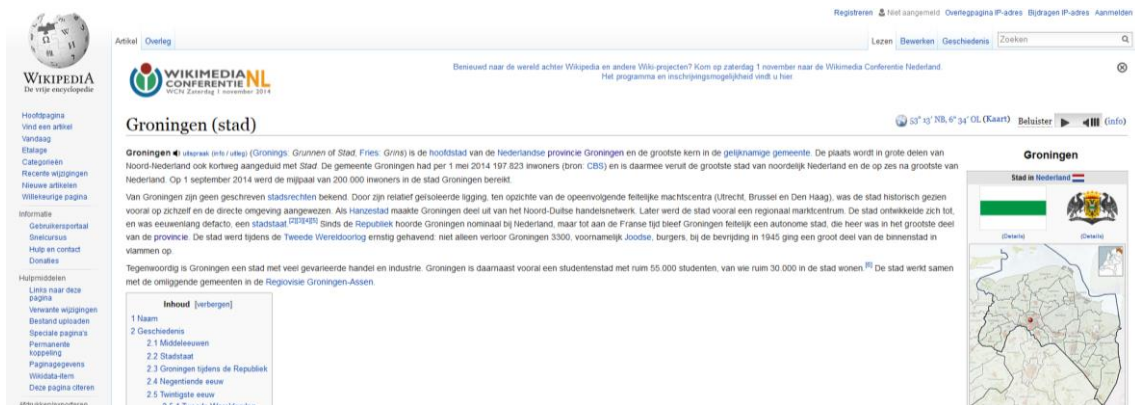 Registreren Niet aangemeld Overlegpagina IP-adres Bijdragen IP-adres Aanmelden
Artikel Overleg
Lezen Bewerken Geschiedenis Zoeken
WIKIPEDIA
De vrije encyclopedie
WIKIMEDIA
CONFERENTIE NL
WCN Zaterdag 1 november 2014
Benieuwd naar de wereld achter Wikipedia en andere Wiki-projecten? Kom op zaterdag 1 november naar de Wikimedia Conferentie Nederland.
Het programma en inschrijvingsmogelijkheid vindt u hier
Hoofdpagina
Vind een artikel
Vandaag
Etalage
Categorieën
Recente wijzigingen
Nieuwe artikelen
Willekeurige pagina
Informatie
Gebruikersportaal
Snelcursus
Hulp en contact
Donaties
Hulpmiddelen
Links naar deze
pagina
Verwante wijzigingen
Bestand uploaden
Speciale pagina's
Permanente
koppeling
Paginagegevens
Wikidata-item
Deze pagina citeren
Afdrukken/exporteren
Groningen (stad)
53° 13' NB, 6° 34' OL (Kaart) Beluister (info)
Groningen uitspraak (info / uitleg) (Gronings: Grunnen of Stad, Fries: Grins) is de hoofdstad van de Nederlandse provincie Groningen en de grootste kern in de gelijknamige gemeente. De plaats wordt in grote delen van
Noord-Nederland ook kortweg aangeduid met Stad. De gemeente Groningen had per 1 mei 2014 197.823 inwoners (bron: CBS) en is daarmee veruit de grootste stad van noordelijk Nederland en de op zes na grootste van
Nederland. Op 1 september 2014 werd de mijlpaal van 200 000 inwoners in de stad Groningen bereikt.
Van Groningen zijn geen geschreven stadsrechten bekend. Door zijn relatief geïsoleerde ligging, ten opzichte van de opeenvolgende feitelijke machtscentra (Utrecht, Brussel en Den Haag), was de stad historisch gezien
vooral op zichzelf en de directe omgeving aangewezen. Als Hanzestad maakte Groningen deel uit van het Noord-Duitse handelsnetwerk. Later werd de stad vooral een regionaal marktcentrum. De stad ontwikkelde zich tot,
en was eeuwenlang defacto, een stadstaat.[2][3][4][5] Sinds de Republiek hoorde Groningen nominaal bij Nederland, maar tot aan de Franse tijd bleef Groningen feitelijk een autonome stad, die heer was in het grootste deel
van de provincie. De stad werd tijdens de Tweede Wereldoorlog ernstig gehavend: niet alleen verloor Groningen 3300, voornamelijk Joodse, burgers, bij de bevrijding in 1945 ging een groot deel van de binnenstad in
vlammen op.
Tegenwoordig is Groningen een stad met veel gevarieerde handel en industrie. Groningen is daarnaast vooral een studentenstad met ruim 55.000 studenten, van wie ruim 30.000 in de stad wonen.[6] De stad werkt samen
met de omliggende gemeenten in de Regiovisie Groningen-Assen.
Inhoud [verbergen]
1 Naam
2 Geschiedenis
2.1 Middeleeuwen
2.2 Stadstaat
2.3 Groningen tijdens de Republiek
2.4 Negentiende eeuw
2.5 Twintigste eeuw
Groningen
Stad in Nederland
(Details) (Details)